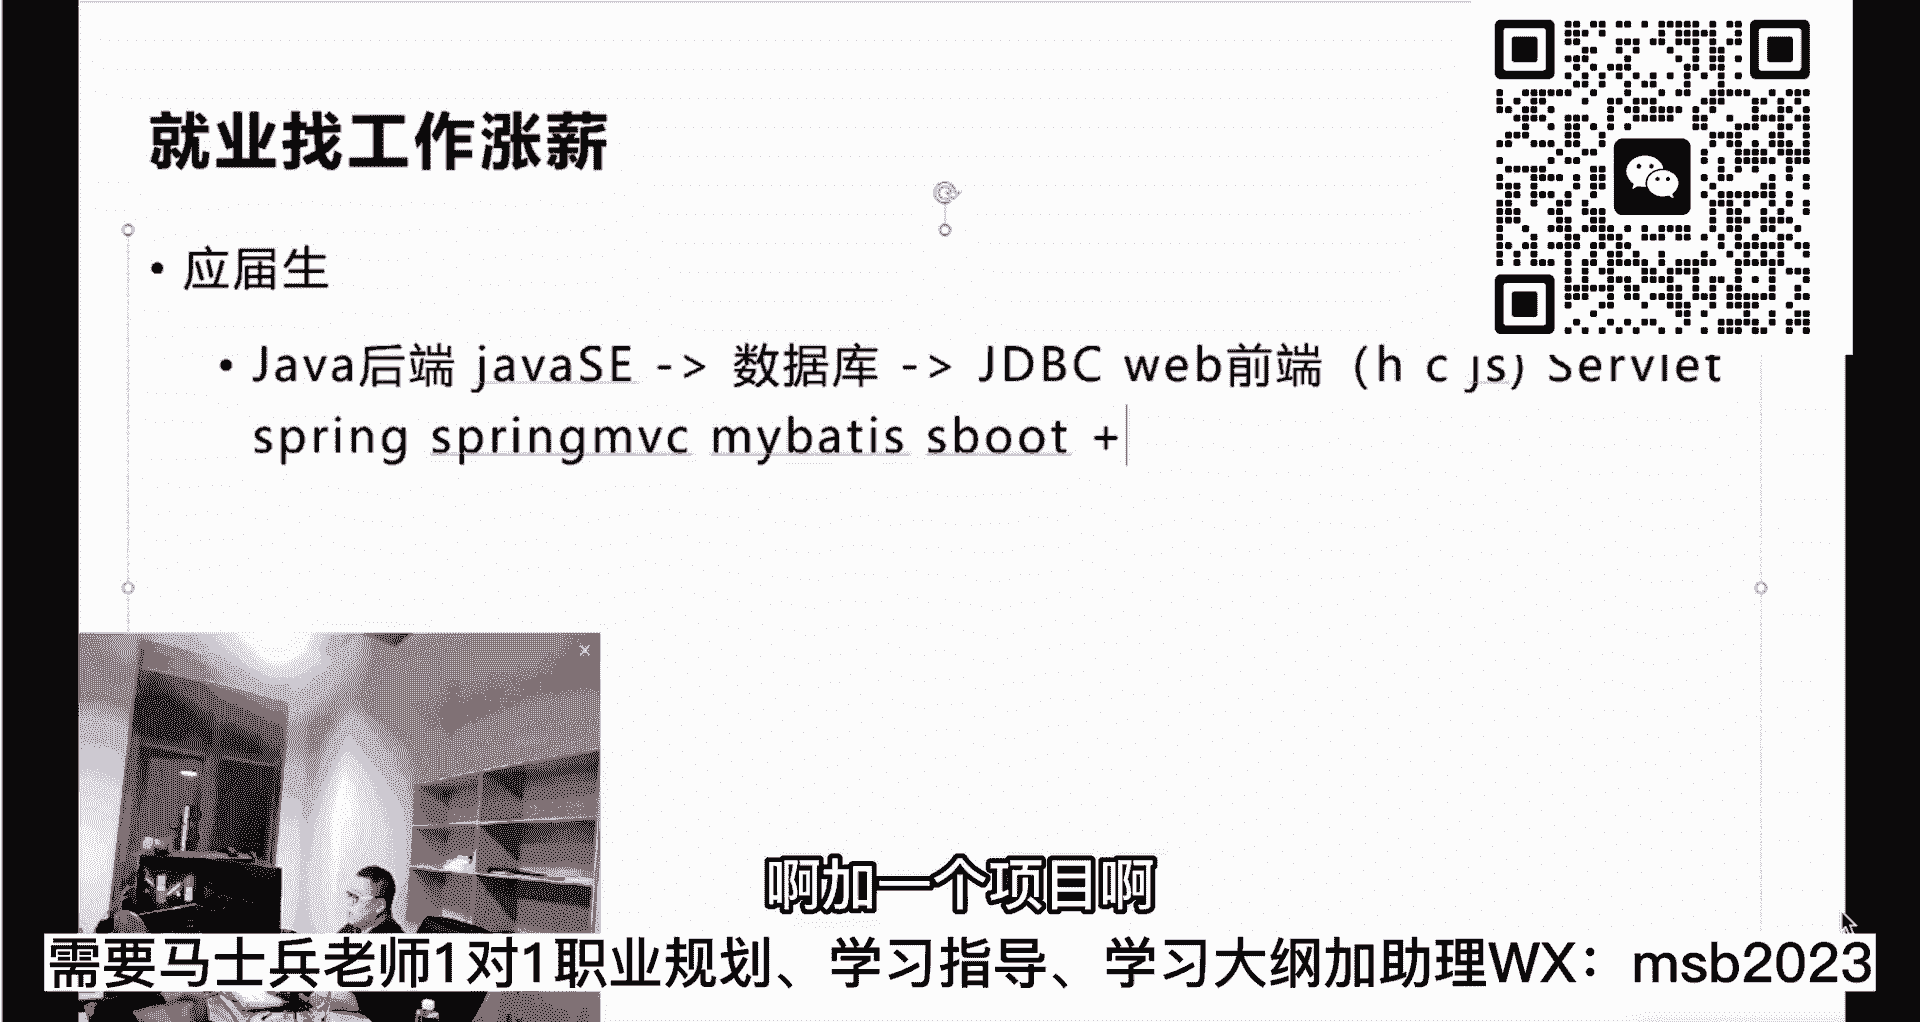 就业找工作涨薪
• 应届生
• Java后端 javaSE -> 数据库 -> JDBC web前端（h c js) Servlet
spring springmvc mybatis sboot +
啊加一个项目啊
需要马士兵老师1对1职业规划、学习指导、学习大纲加助理WX：msb2023